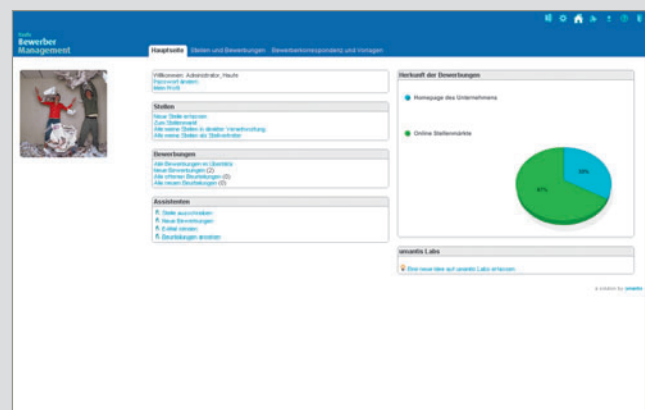 Haufe
Bewerber
Management
Hauptseite
Stellen und Bewerbungen
Bewerberkorrespondenz und Vorlagen
Willkommen: Administrator, Haufe
Passwort ändern
Mein Profil
Stellen
Neue Stelle erfassen
Zum Stellenmarkt
Alle meine Stellen in direkter Verantwortung
Alle meine Stellen als Stellvertreter
Bewerbungen
Alle Bewerbungen im Überblick
Neue Bewerbungen (2)
Alle offenen Beurteilungen (0)
Alle neuen Beurteilungen (0)
Assistenten
Stelle ausschreiben
Neue Bewerbungen
E-Mail senden
Beurteilungen ansehen
Herkunft der Bewerbungen
Homepage des Unternehmens
Online Stellenmärkte
33%
67%
umantis Labs
Eine neue Idee auf umantis Labs erfassen
a solution by umantis